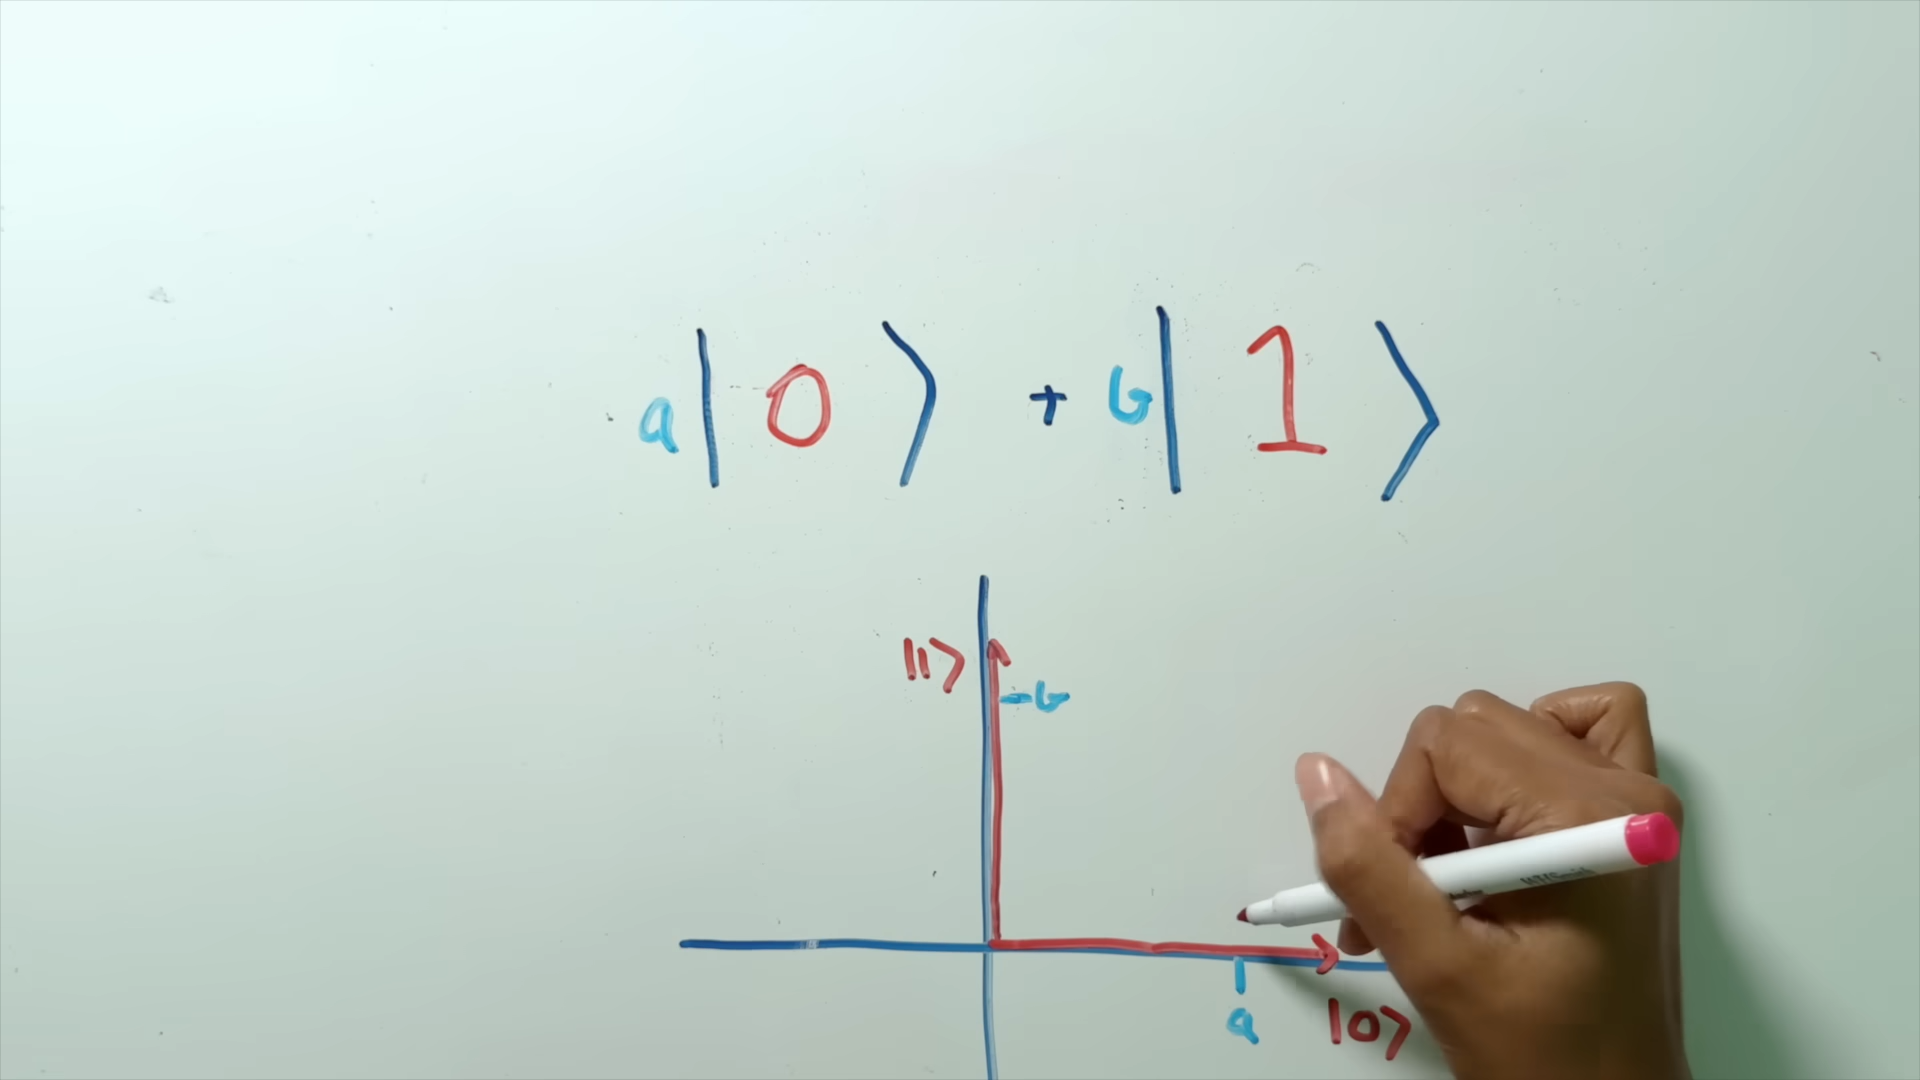 a|0⟩ + b|1⟩
|1⟩
-b
a |0⟩